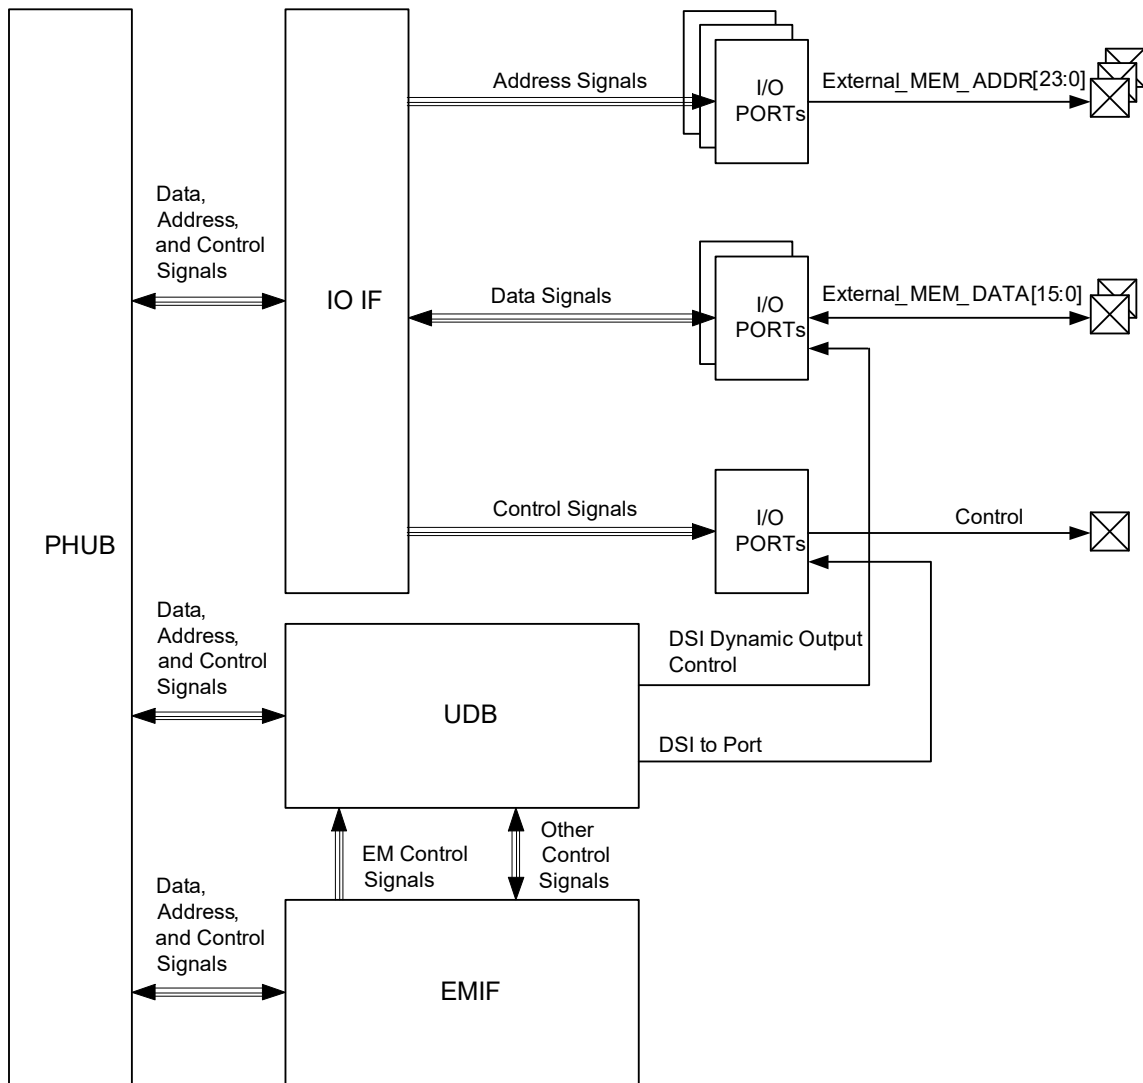 Address Signals
I/O
PORTs
External_MEM_ADDR[23:0]
Data,
Address,
and Control
Signals
IO IF
Data Signals
I/O
PORTs
External_MEM_DATA[15:0]
Control Signals
I/O
PORTs
Control
PHUB
Data,
Address,
and Control
Signals
UDB
DSI Dynamic Output
Control
DSI to Port
EM Control
Signals
Other
Control
Signals
Data,
Address,
and Control
Signals
EMIF